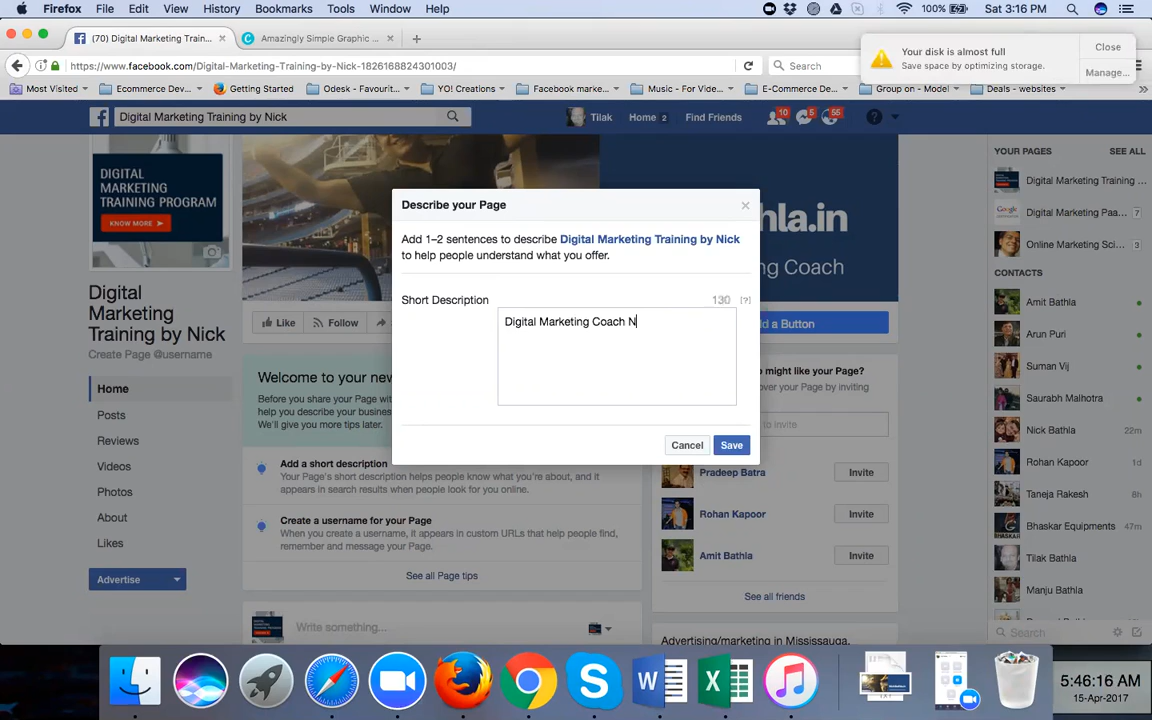 Firefox File Edit View History Bookmarks Tools Window Help
100% Sat 3:16 PM
(70) Digital Marketing Train...
Amazingly Simple Graphic ...
Your disk is almost full
Save space by optimizing storage.
Close
Manage...
https://www.facebook.com/Digital-Marketing-Training-by-Nick-1826168884101003/
Search
Most Visited Ecommerce Dev... Getting Started Odesk - Favourit... YO! Creations Facebook marke... Music - For Vide... Group on - Model E-Commerce De... Deals - websites
Digital Marketing Training by Nick
Tilak Home 2 Find Friends 10 5 55
DIGITAL
MARKETING
TRAINING PROGRAM
KNOW MORE
Digital
Marketing
Training by Nick
Create Page @username
Home
Posts
Reviews
Videos
Photos
About
Likes
Advertise
thla.in
g Coach
Like Follow
d a Button
Describe your Page
Add 1–2 sentences to describe Digital Marketing Training by Nick
to help people understand what you offer.
Short Description
130 [?]
Digital Marketing Coach N
Cancel Save
Welcome to your new
Before you share your Page wit
help you describe your busines
We'll give you more tips later.
Add a short description
Your Page's short description helps people know what you're about, and it
appears in search results when people look for you online.
Create a username for your Page
When you create a username, it appears in custom URLs that help people find,
remember and message your Page.
See all Page tips
Write something...
might like your Page?
over your Page by inviting
to invite
Pradeep Batra Invite
Rohan Kapoor Invite
Amit Bathla Invite
See all friends
Advertising/marketing in Mississauga,
YOUR PAGES SEE ALL
Digital Marketing Training ...
Digital Marketing Paa... 7
Online Marketing Sci... 3
CONTACTS
Amit Bathla
Arun Puri
Suman Vij
Saurabh Malhotra
Nick Bathla 22m
Rohan Kapoor 1d
Taneja Rakesh 8h
Bhaskar Equipments 47m
Tilak Bathla
Manju Bathla
Search
5:46:16 AM
15-Apr-2017